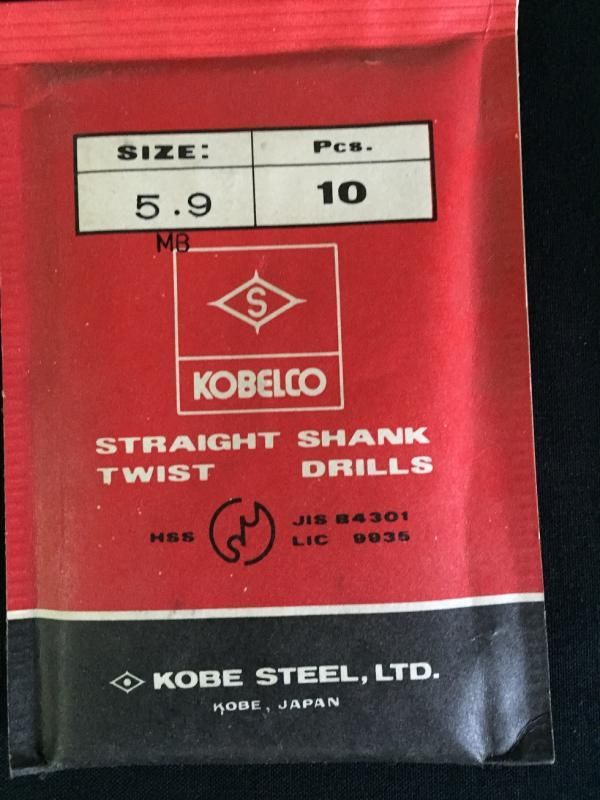 SIZE: Pcs.
5.9 10
MB
S
KOBELCO
STRAIGHT SHANK
TWIST DRILLS
HSS JIS B4301
LIC 9935
KOBE STEEL, LTD.
KOBE, JAPAN